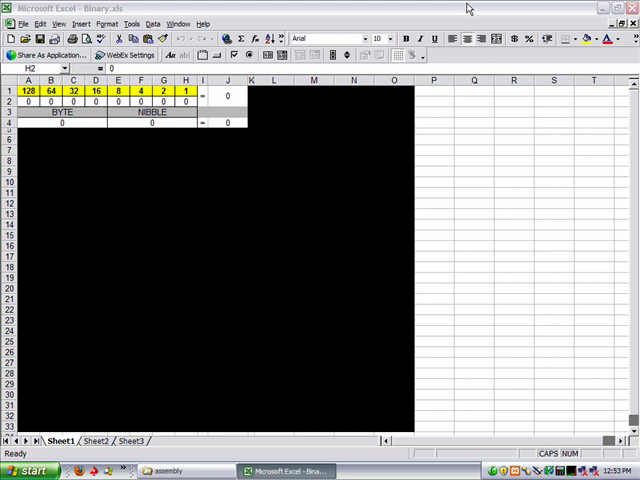 Microsoft Excel - Binary.xls
File Edit View Insert Format Tools Data Window Help
Arial 10 B I U $ %
Share As Application... WebEx Settings Aa
H2 = 0
A B C D E F G H I J K L M N O P Q R S T
1 128 64 32 16 8 4 2 1 = 0
2 0 0 0 0 0 0 0 0
3 BYTE NIBBLE
4 0 0 = 0
5
6
7
8
9
10
11
12
13
14
15
16
17
18
19
20
21
22
23
24
25
26
27
28
29
30
31
32
33
Sheet1 Sheet2 Sheet3
Ready CAPS NUM
start assembly Microsoft Excel - Bina... 12:53 PM